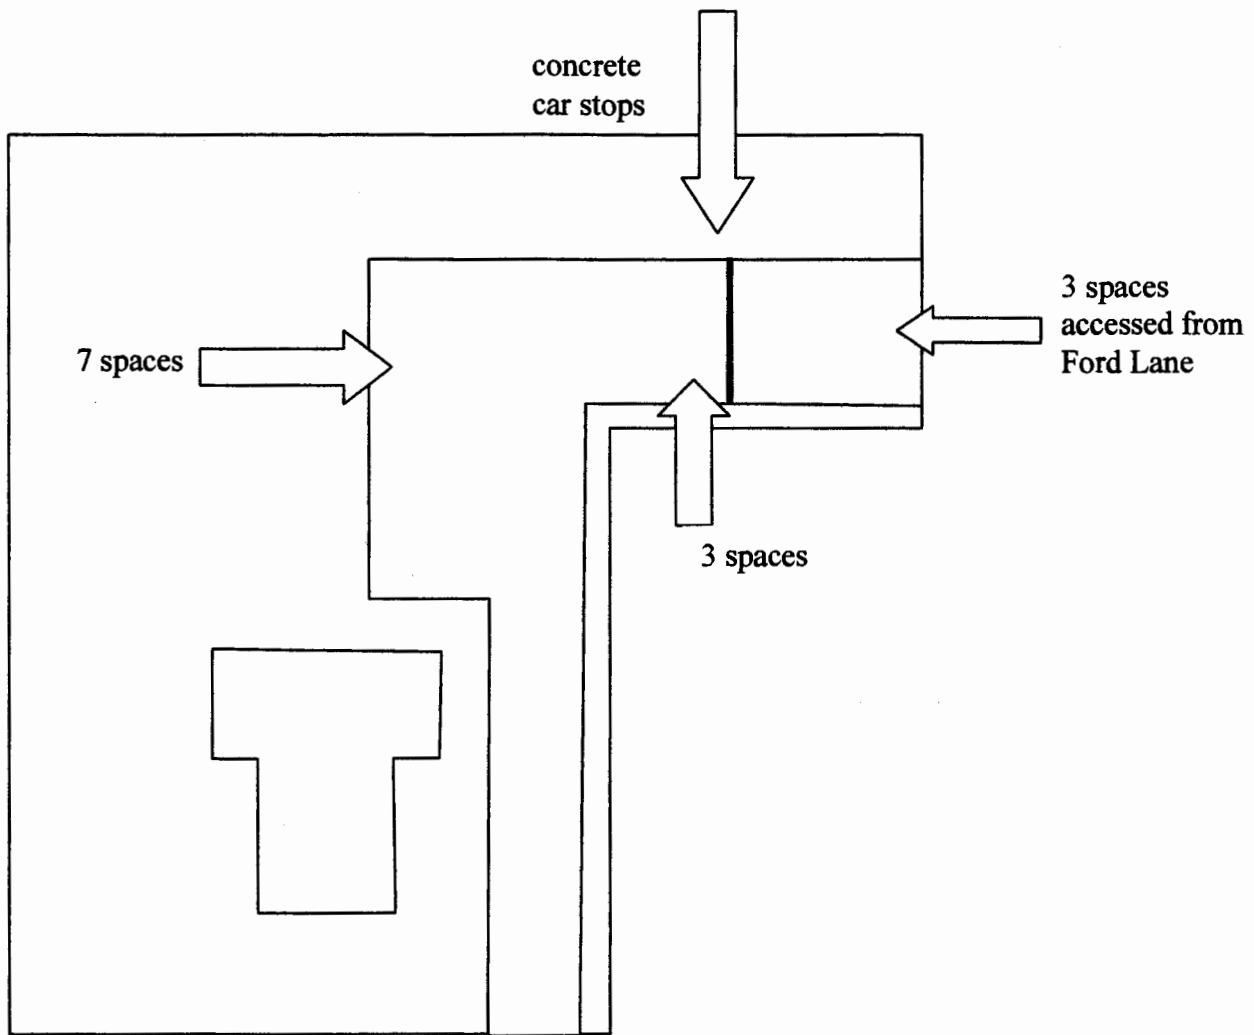 concrete
car stops
3 spaces
accessed from
Ford Lane
7 spaces
3 spaces